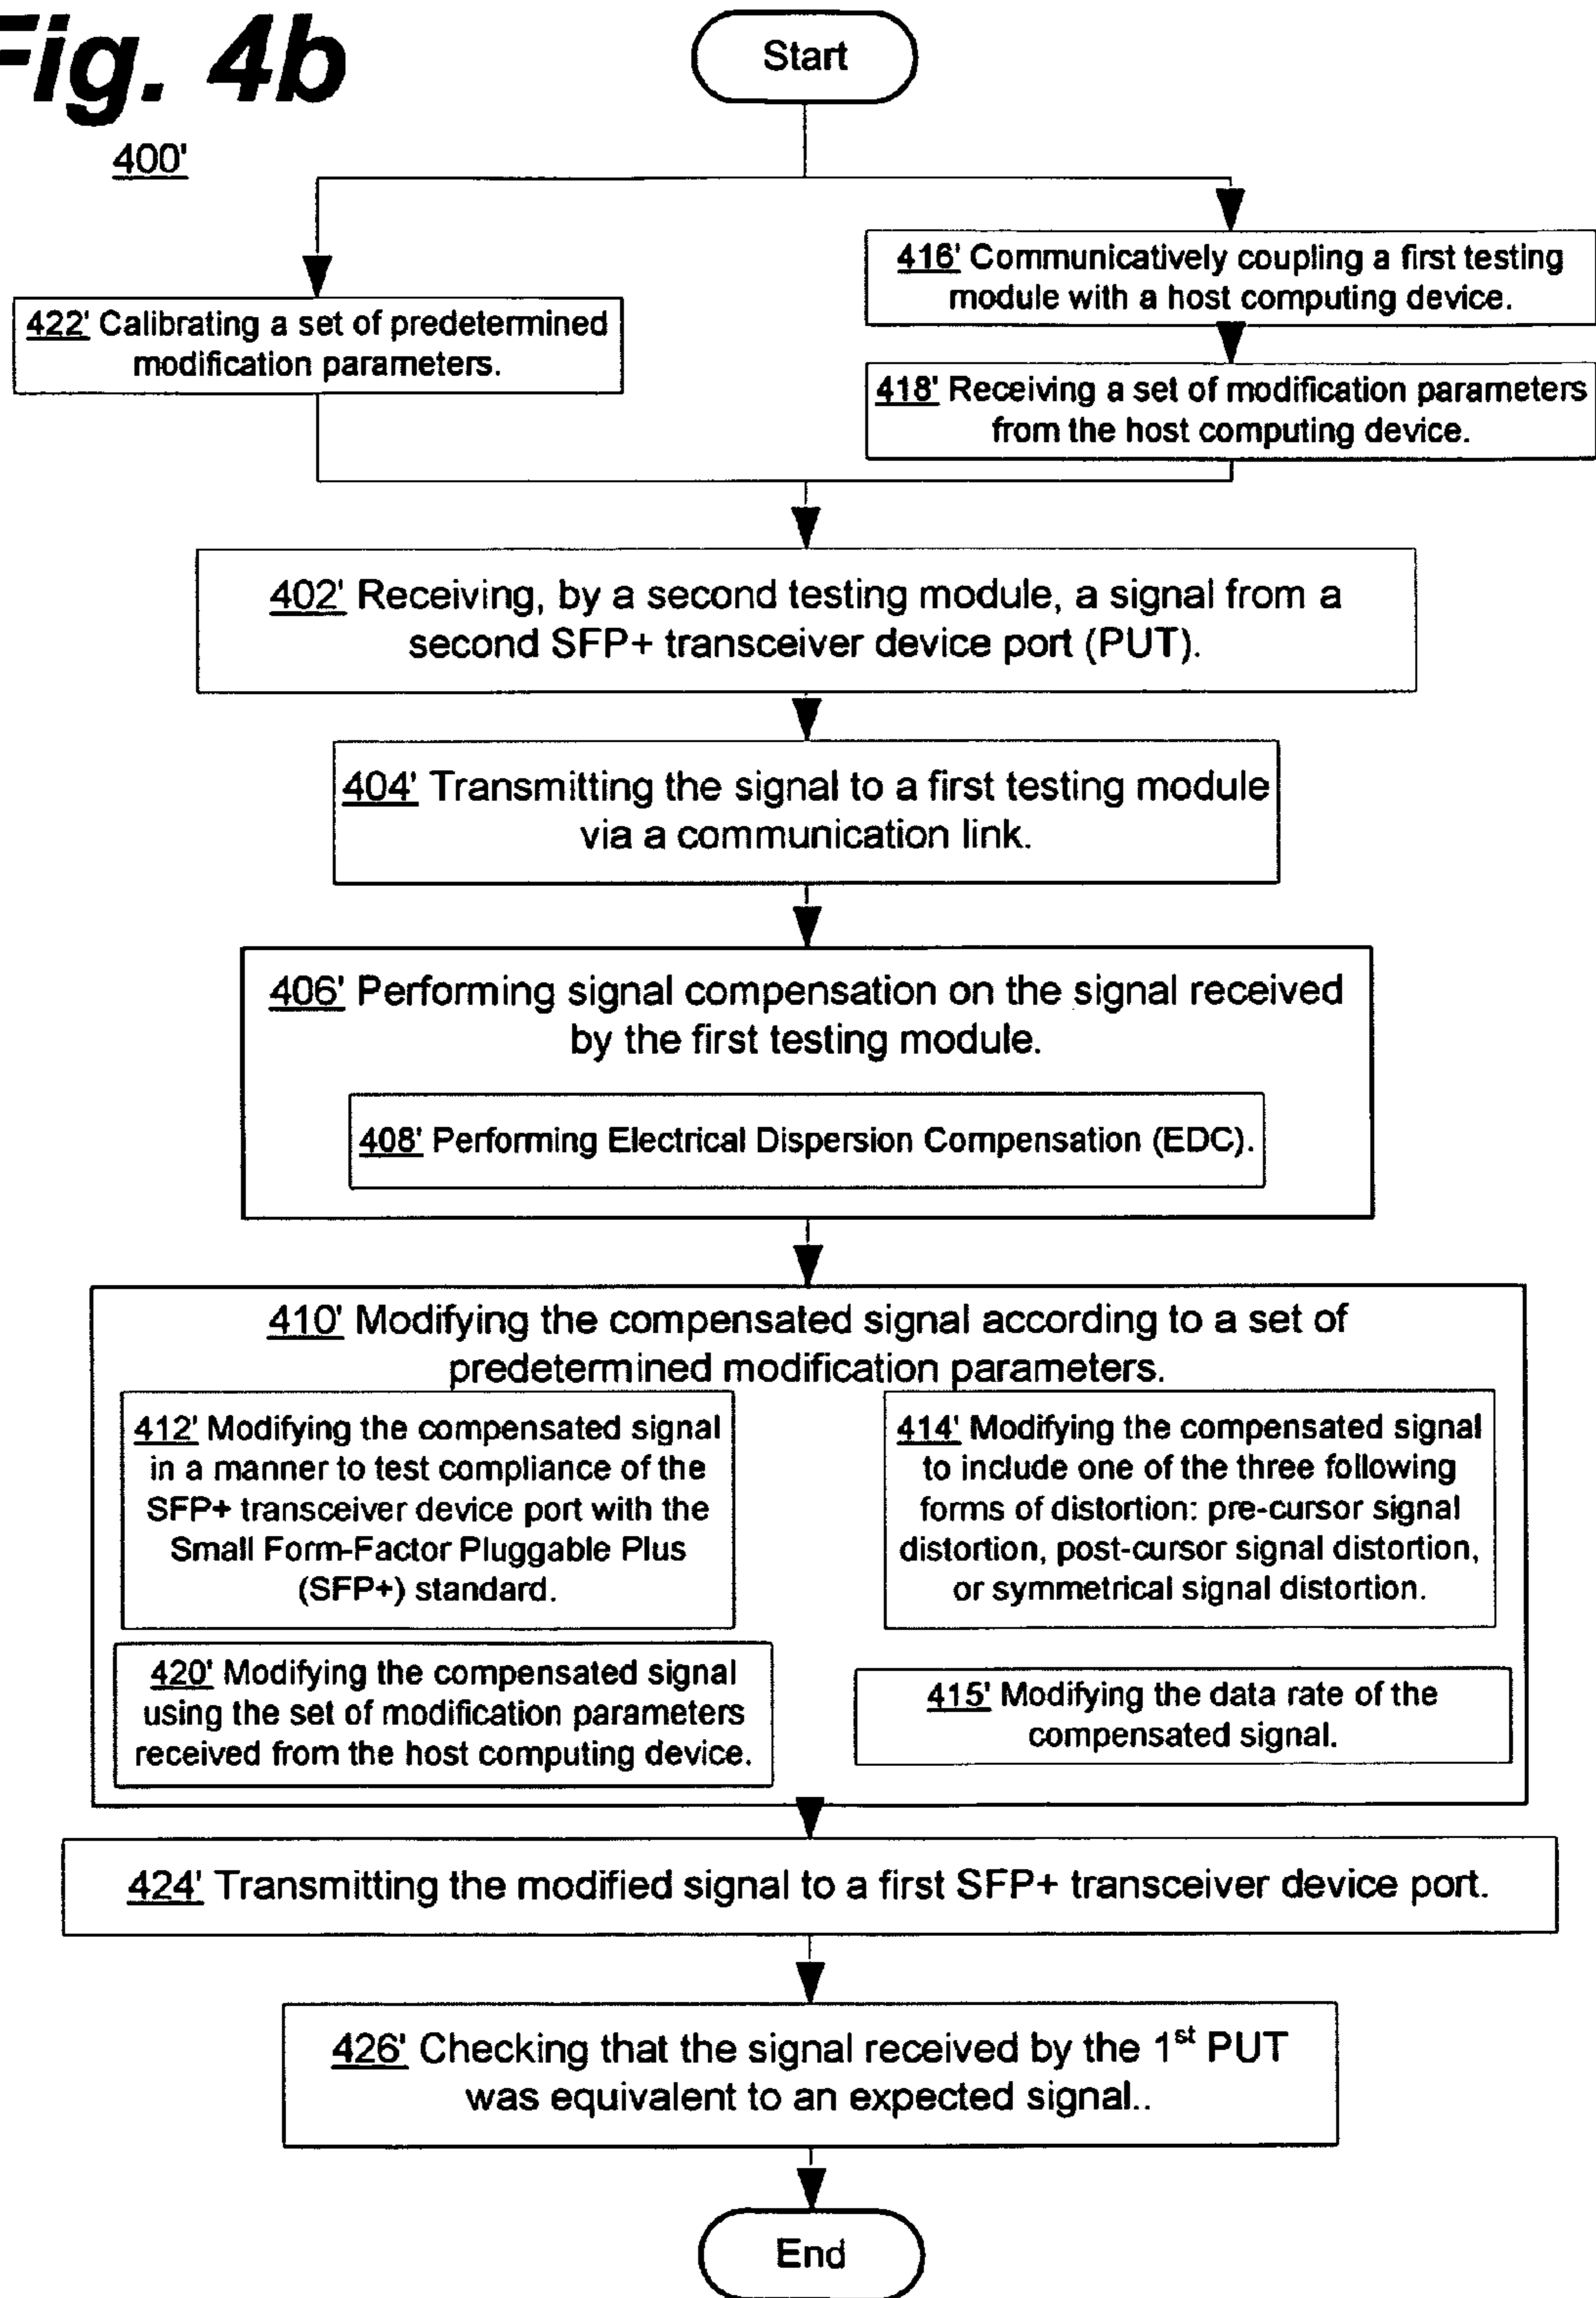 Fig. 4b
400'
Start
422' Calibrating a set of predetermined
modification parameters.
416' Communicatively coupling a first testing
module with a host computing device.
418' Receiving a set of modification parameters
from the host computing device.
402' Receiving, by a second testing module, a signal from a
second SFP+ transceiver device port (PUT).
404' Transmitting the signal to a first testing module
via a communication link.
406' Performing signal compensation on the signal received
by the first testing module.
408' Performing Electrical Dispersion Compensation (EDC).
410' Modifying the compensated signal according to a set of
predetermined modification parameters.
412' Modifying the compensated signal
in a manner to test compliance of the
SFP+ transceiver device port with the
Small Form-Factor Pluggable Plus
(SFP+) standard.
414' Modifying the compensated signal
to include one of the three following
forms of distortion: pre-cursor signal
distortion, post-cursor signal distortion,
or symmetrical signal distortion.
420' Modifying the compensated signal
using the set of modification parameters
received from the host computing device.
415' Modifying the data rate of the
compensated signal.
424' Transmitting the modified signal to a first SFP+ transceiver device port.
426' Checking that the signal received by the 1st PUT
was equivalent to an expected signal..
End